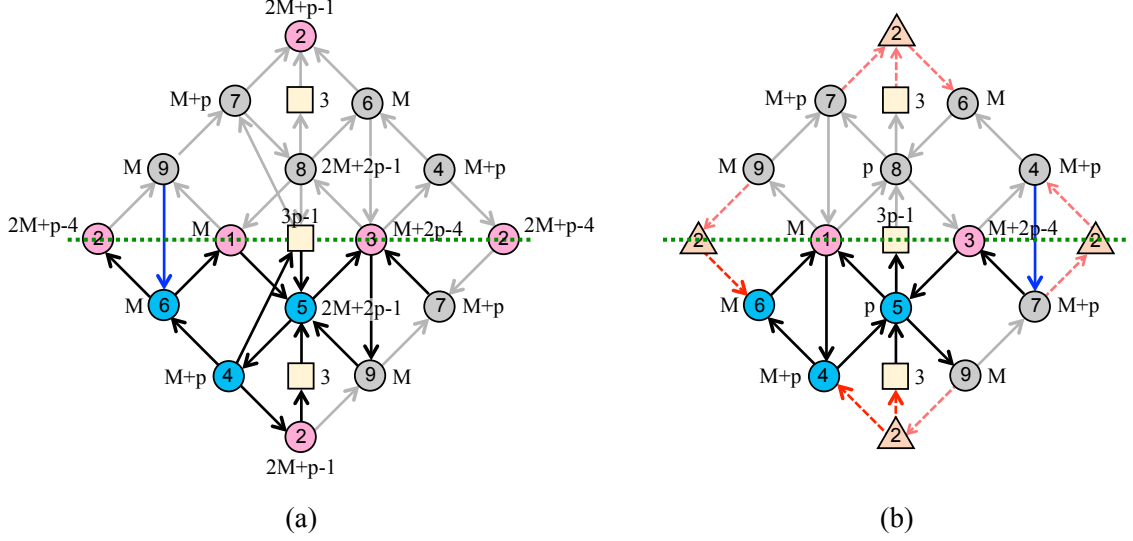 2M+p-1
2
2
M+p 7 3 6 M
M+p 7 3 6 M
M 9 8 2M+2p-1 4 M+p
M 9 p 8 4 M+p
2M+p-4 3p-1 2M+p-4
2 M 1 3 M+2p-4 2
3p-1
2 M 1 3 M+2p-4 2
M 6 5 2M+2p-1 7 M+p
M 6 p 5 7 M+p
M+p 4 3 9 M
M+p 4 3 9 M
2
2
2M+p-1
(a) (b)